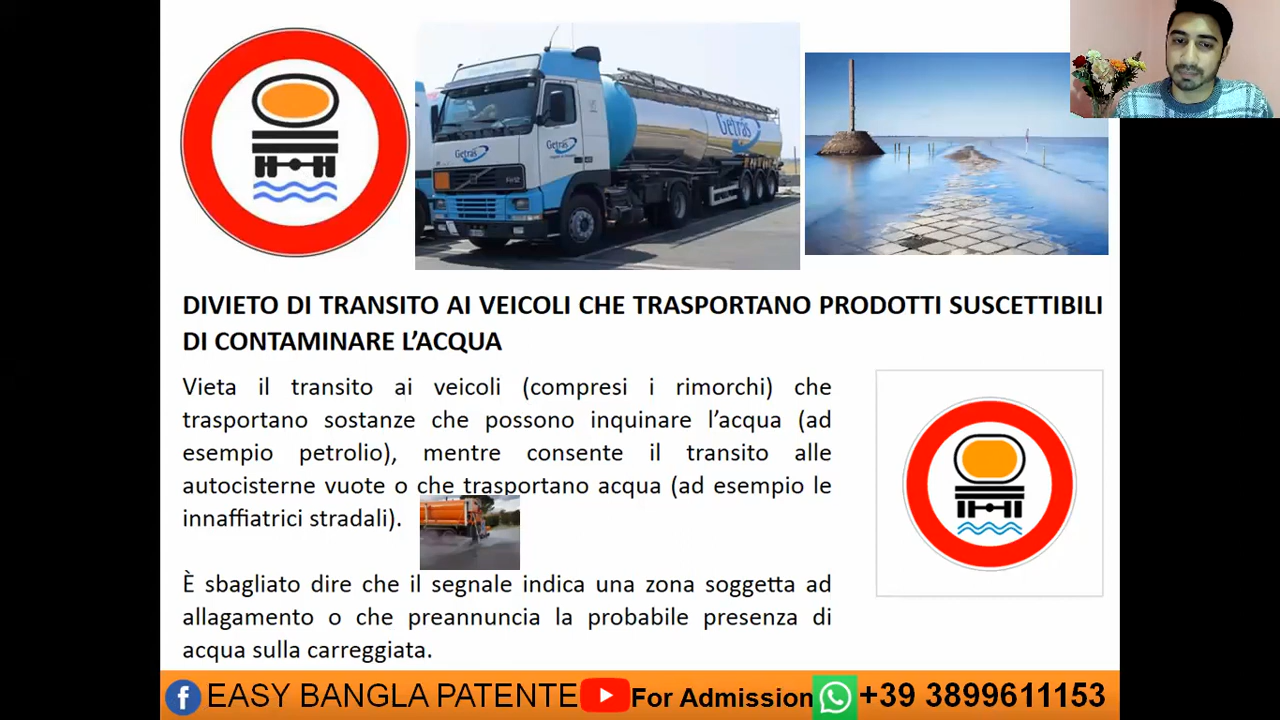 Getras
Getras
Getras
DIVIETO DI TRANSITO AI VEICOLI CHE TRASPORTANO PRODOTTI SUSCETTIBILI
DI CONTAMINARE L’ACQUA
Vieta il transito ai veicoli (compresi i rimorchi) che
trasportano sostanze che possono inquinare l’acqua (ad
esempio petrolio), mentre consente il transito alle
autocisterne vuote o che trasportano acqua (ad esempio le
innaffiatrici stradali).
È sbagliato dire che il segnale indica una zona soggetta ad
allagamento o che preannuncia la probabile presenza di
acqua sulla carreggiata.
EASY BANGLA PATENTE For Admission +39 3899611153